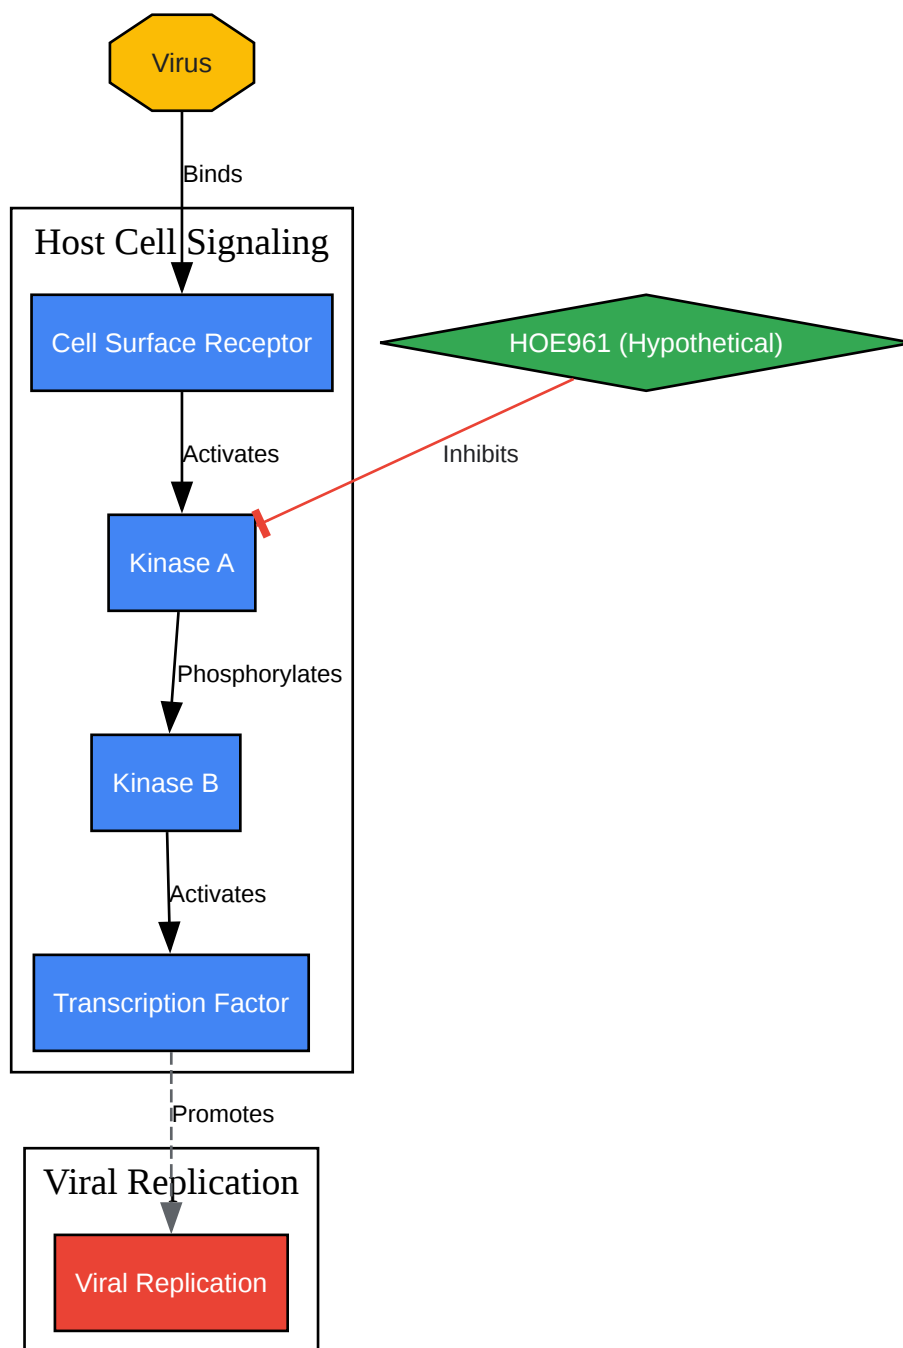 Virus
Binds
Host Cell Signaling
Cell Surface Receptor
HOE961 (Hypothetical)
Activates
Inhibits
Kinase A
Phosphorylates
Kinase B
Activates
Transcription Factor
Promotes
Viral Replication
Viral Replication